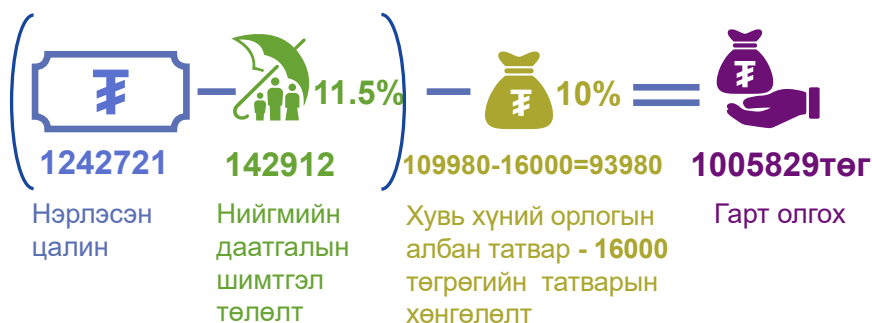 ₮
11.5%
₮
10%
₮
1242721
142912
109980-16000=93980
1005829төг
Нэрлэсэн
цалин
Нийгмийн
даатгалын
шимтгэл
төлөлт
Хувь хүний орлогын
албан татвар - 16000
төгрөгийн татварын
хөнгөлөлт
Гарт олгох